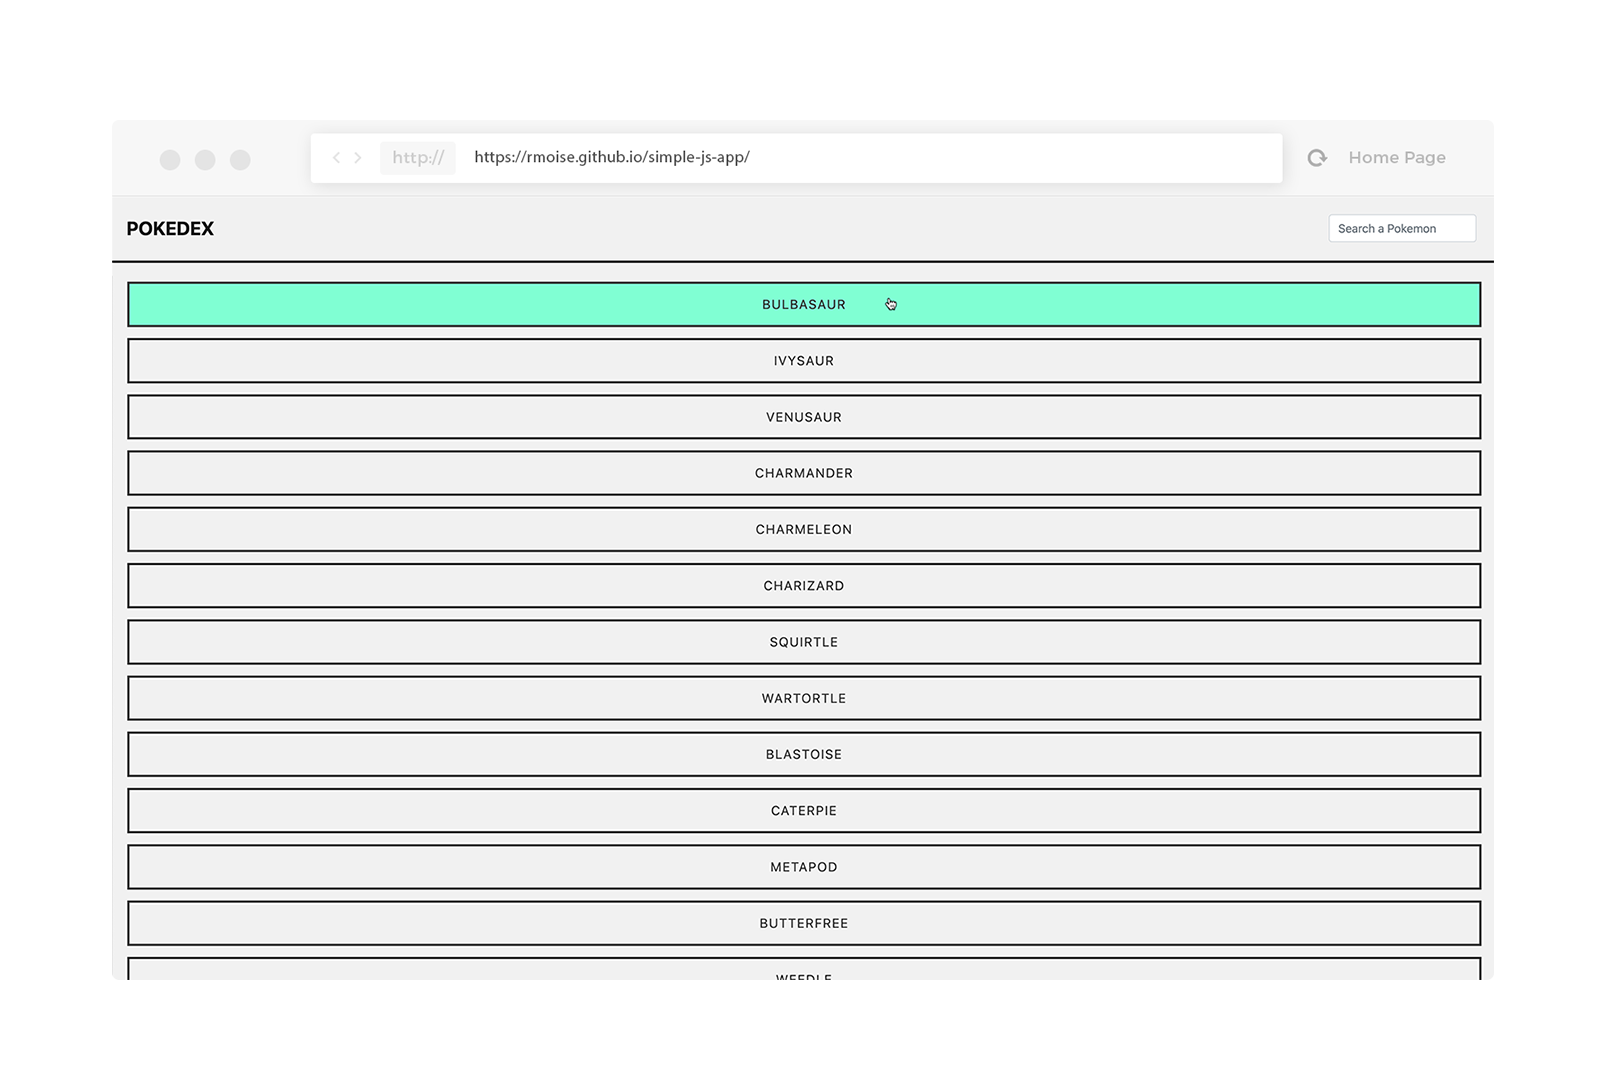 http:// https://rmoise.github.io/simple-js-app/ Home Page
POKEDEX Search a Pokemon
BULBASAUR
IVYSAUR
VENUSAUR
CHARMANDER
CHARMELEON
CHARIZARD
SQUIRTLE
WARTORTLE
BLASTOISE
CATERPIE
METAPOD
BUTTERFREE
WEEDLE